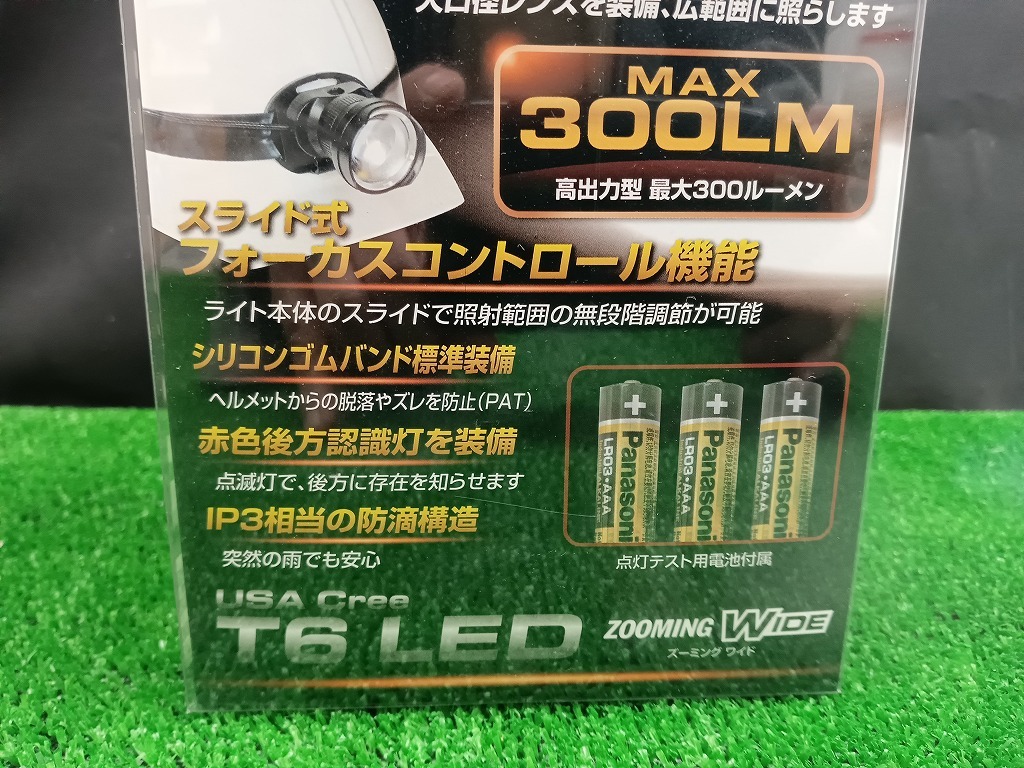 大口径レンズを装備、広範囲に照らします
MAX
300LM
高出力型 最大300ルーメン
スライド式
フォーカスコントロール機能
ライト本体のスライドで照射範囲の無段階調節が可能
シリコンゴムバンド標準装備
ヘルメットからの脱落やズレを防止(PAT)
赤色後方認識灯を装備
点滅灯で、後方に存在を知らせます
IP3相当の防滴構造
突然の雨でも安心
Panasoni
LR03・AAA
Panasoni
LR03・AAA
Panasoni
LR03・AAA
点灯テスト用電池付属
USA Cree
T6 LED
ZOOMING WIDE
ズーミング ワイド